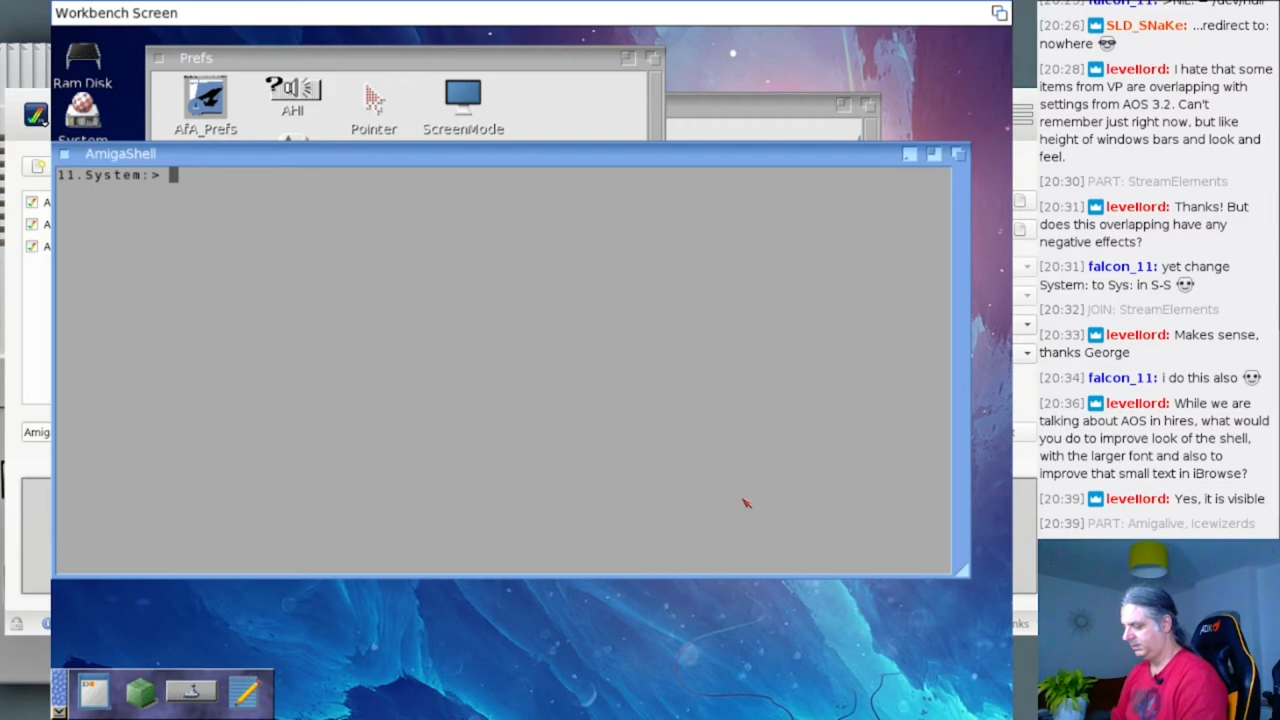 Workbench Screen
Ram Disk
System
Prefs
AfA_Prefs
AHI
Pointer
ScreenMode
AmigaShell
11.System:>
Amig
[20:26] SLD_SNaKe: ...redirect to:
nowhere
[20:28] levellord: I hate that some
items from VP are overlapping with
settings from AOS 3.2. Can't
remember just right now, but like
height of windows bars and look and
feel.
[20:30] PART: StreamElements
[20:31] levellord: Thanks! But
does this overlapping have any
negative effects?
[20:31] falcon_11: yet change
System: to Sys: in S-S
[20:32] JOIN: StreamElements
[20:33] levellord: Makes sense,
thanks George
[20:34] falcon_11: i do this also
[20:36] levellord: While we are
talking about AOS in hires, what would
you do to improve look of the shell,
with the larger font and also to
improve that small text in iBrowse?
[20:39] levellord: Yes, it is visible
[20:39] PART: Amigalive, Icewizerds